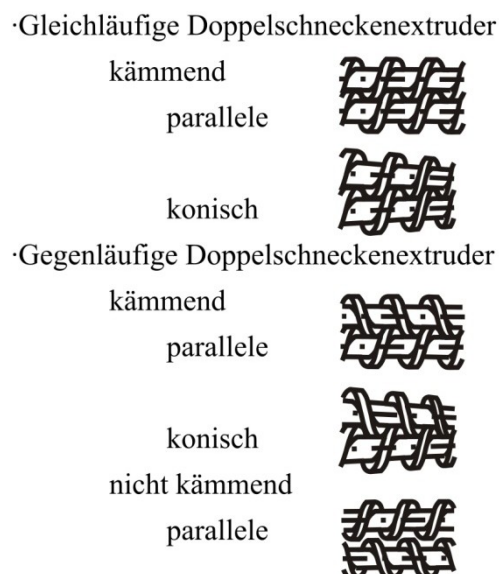 ·Gleichläufige Doppelschneckenextruder
kämmend
parallele
konisch
·Gegenläufige Doppelschneckenextruder
kämmend
parallele
konisch
nicht kämmend
parallele